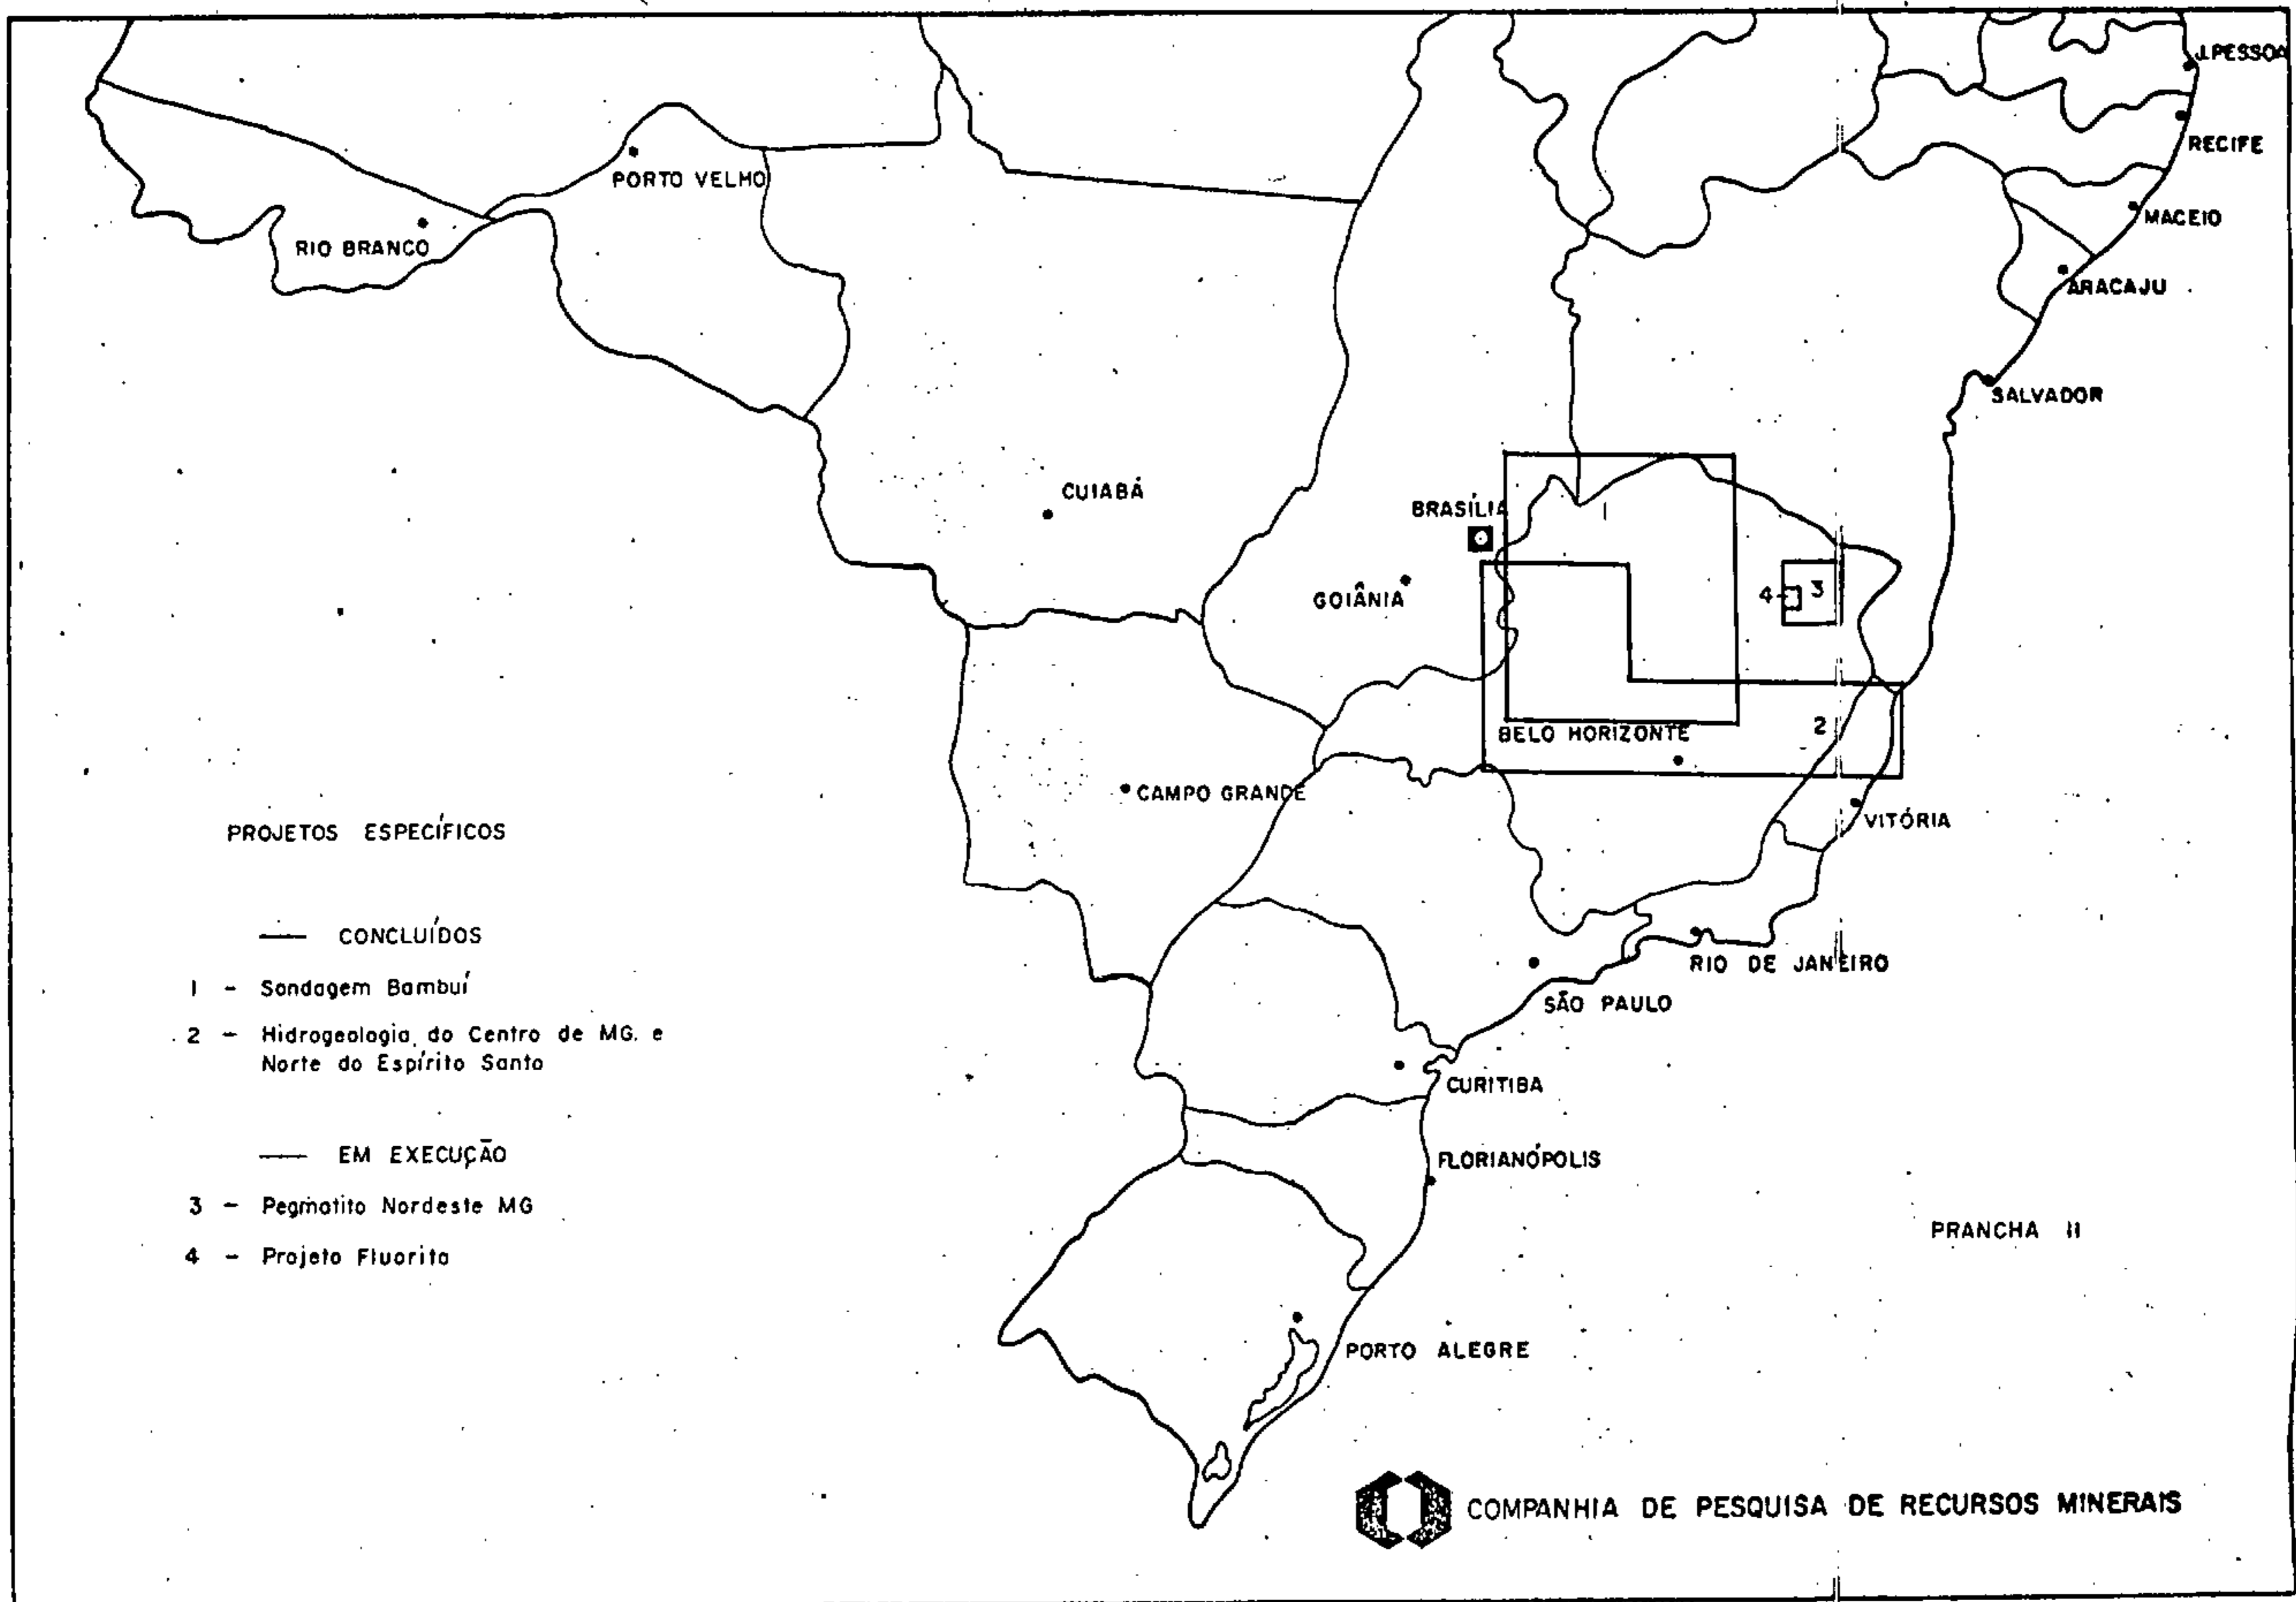 J.PESSOA
RECIFE
PORTO VELHO
MACEIO
RIO BRANCO
ARACAJU
SALVADOR
CUIABÁ
BRASÍLIA
1
GOIÂNIA
4
3
BELO HORIZONTE
2
CAMPO GRANDE
VITÓRIA
PROJETOS ESPECÍFICOS
CONCLUÍDOS
1 - Sondagem Bambuí
2 - Hidrogeologia do Centro de MG. e
Norte do Espírito Santo
EM EXECUÇÃO
3 - Pegmatito Nordeste MG
4 - Projeto Fluorita
RIO DE JANEIRO
SÃO PAULO
CURITIBA
FLORIANÓPOLIS
PRANCHA II
PORTO ALEGRE
COMPANHIA DE PESQUISA DE RECURSOS MINERAIS